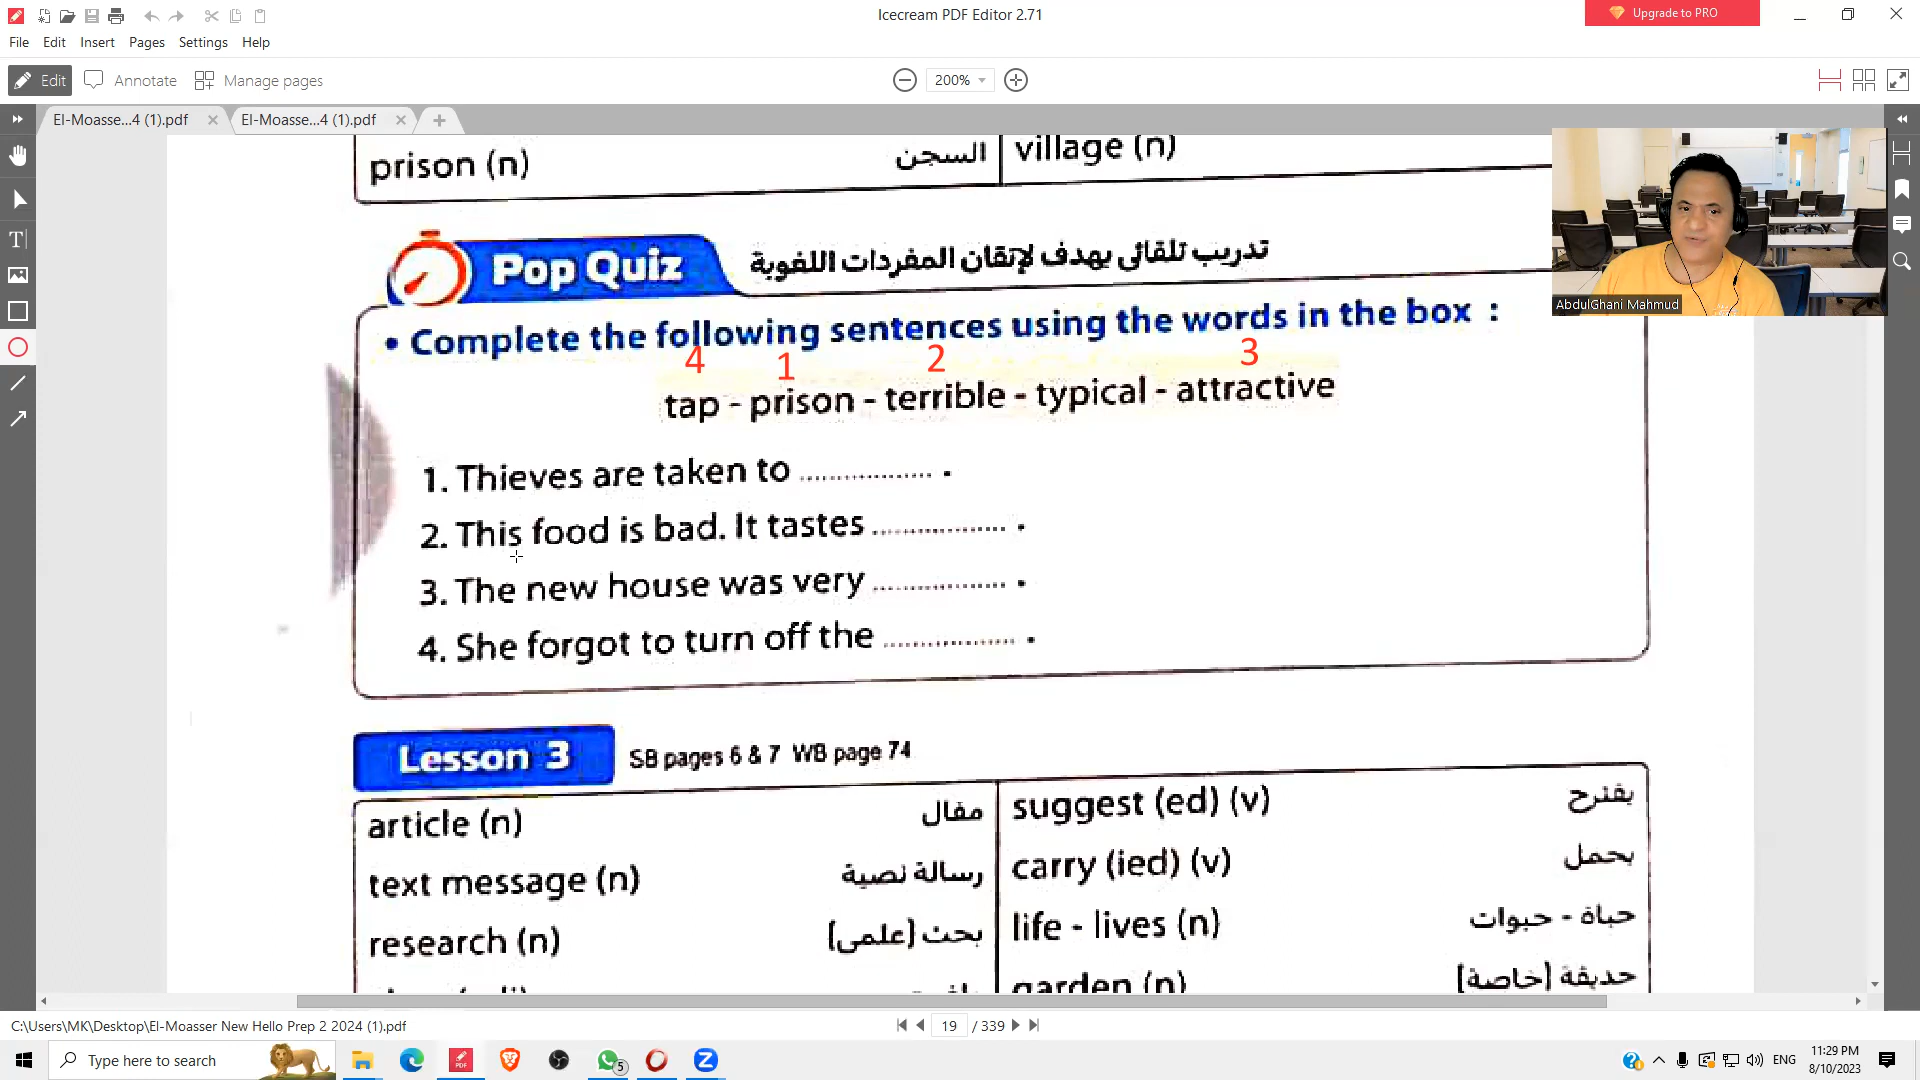 Icecream PDF Editor 2.71
Upgrade to PRO
File Edit Insert Pages Settings Help
Edit Annotate Manage pages
200%
El-Moasse...4 (1).pdf El-Moasse...4 (1).pdf
prison (n) السجن village (n)
AbdulGhani Mahmud
Pop Quiz تدريب تلقائى يهدف لإتقان المفردات اللغوية
• Complete the following sentences using the words in the box :
4 1 2 3
tap - prison - terrible - typical - attractive
1. Thieves are taken to ............... .
2. This food is bad. It tastes ............... .
3. The new house was very ............... .
4. She forgot to turn off the ............... .
Lesson 3 SB pages 6 & 7 WB page 74
article (n) مقال suggest (ed) (v) يقترح
text message (n) رسالة نصية carry (ied) (v) يحمل
research (n) بحث [علمى] life - lives (n) حياة - حيوات
garden (n) حديقة [خاصة]
C:\Users\MK\Desktop\El-Moasser New Hello Prep 2 2024 (1).pdf 19 / 339
Type here to search
PDF
5
ENG
11:29 PM
8/10/2023